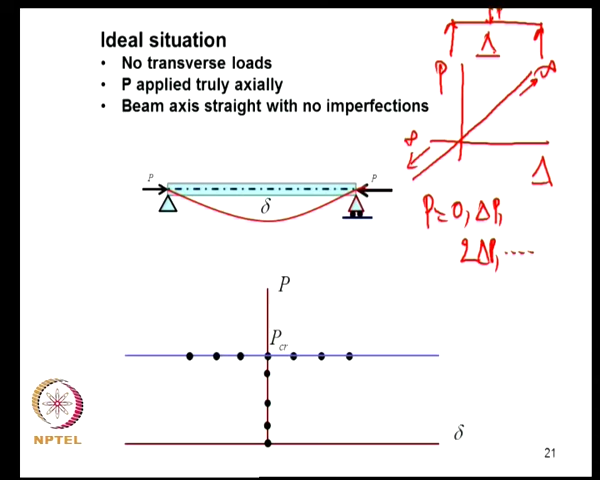 Ideal situation
• No transverse loads
• P applied truly axially
• Beam axis straight with no imperfections
P
Δ
P
∞
∞
Δ
P P
δ
P = 0, ΔP,
2ΔP, ....
P
P cr
δ
NPTEL
21